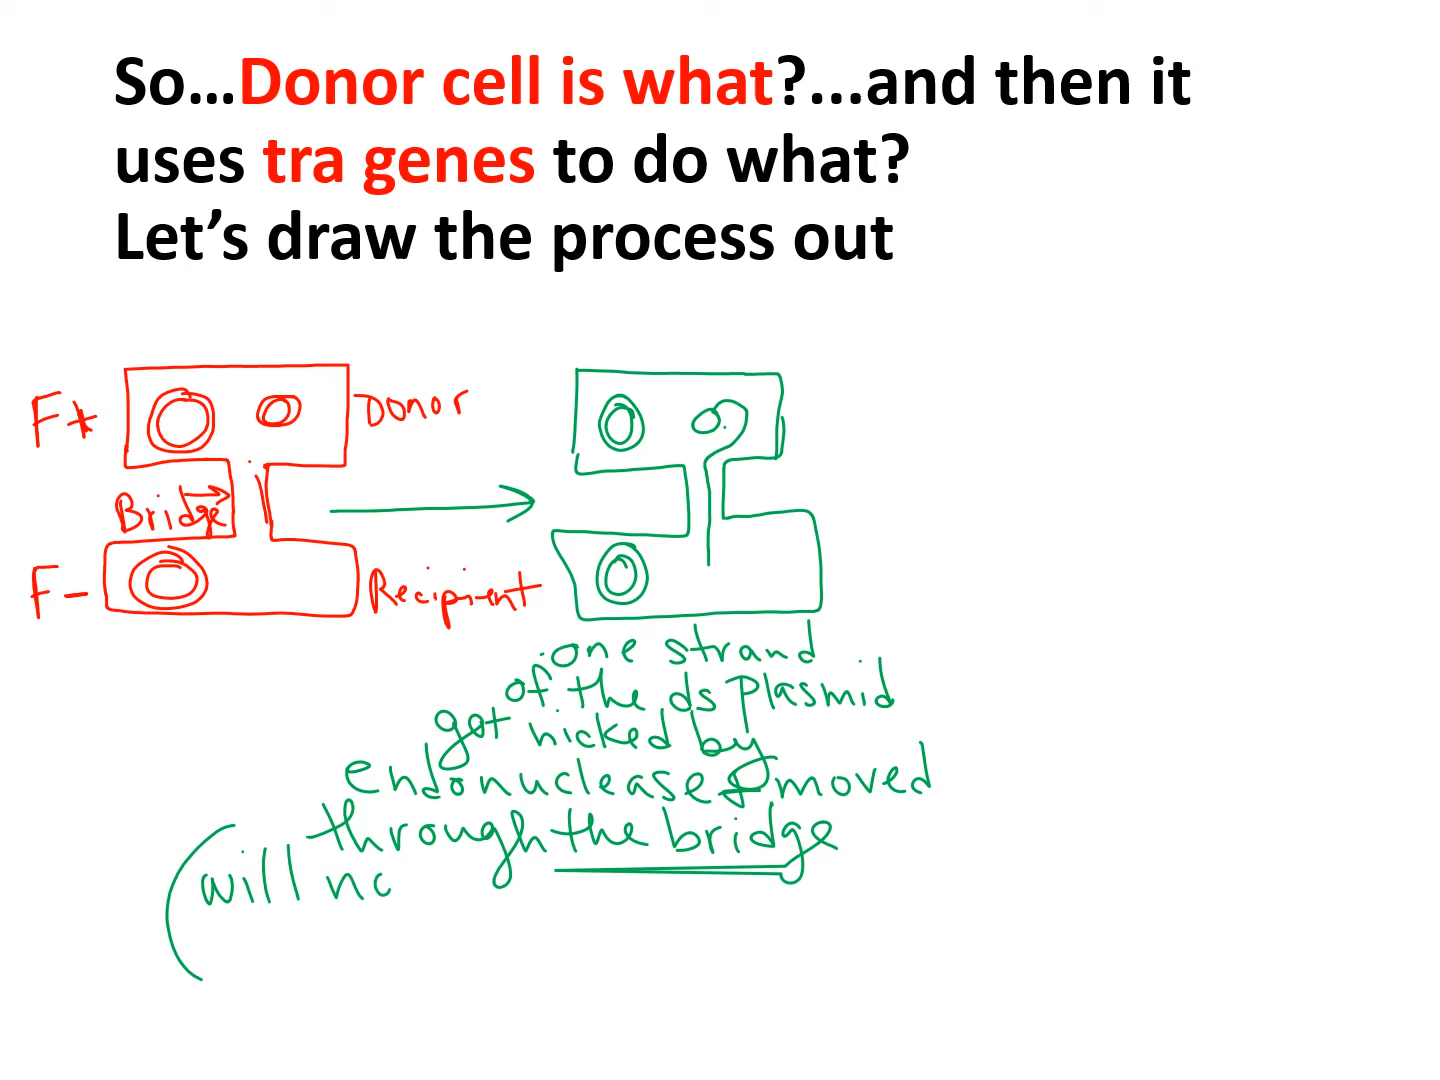 So...Donor cell is what?...and then it
uses tra genes to do what?
Let's draw the process out
F+
Donor
Bridge
F-
Recipient
one strand
of the ds plasmid
got nicked by
endonuclease & moved
through the bridge
(will no